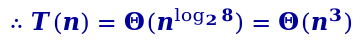 ∴ T(n) = Θ(n^{log₂ 8}) = Θ(n³)